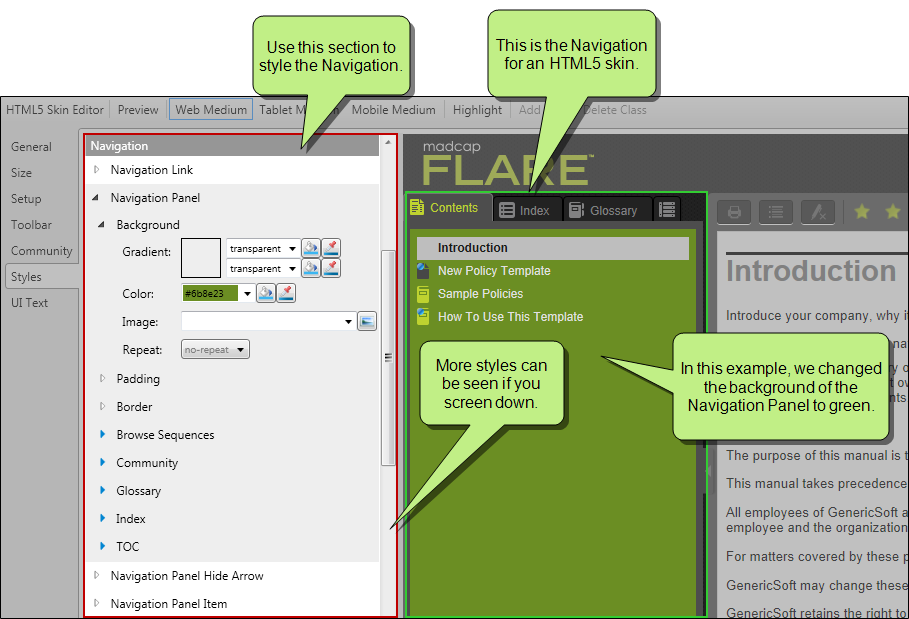 Use this section to
style the Navigation.
This is the Navigation
for an HTML5 skin.
HTML5 Skin Editor Preview Web Medium Tablet M Mobile Medium Highlight Add Delete Class
General
Size
Setup
Toolbar
Community
Styles
UI Text
Navigation
Navigation Link
Navigation Panel
Background
Gradient: transparent
transparent
Color: #6b8e23
Image:
Repeat: no-repeat
Padding
Border
Browse Sequences
Community
Glossary
Index
TOC
Navigation Panel Hide Arrow
Navigation Panel Item
madcap
FLARE™
Contents Index Glossary
Introduction
New Policy Template
Sample Policies
How To Use This Template
More styles can
be seen if you
screen down.
In this example, we changed
the background of the
Navigation Panel to green.
Introduction
Introduce your company, why i
The purpose of this manual is t
This manual takes precedence
All employees of GenericSoft a
employee and the organization
For matters covered by these p
GenericSoft may change these
GenericSoft retains the right to